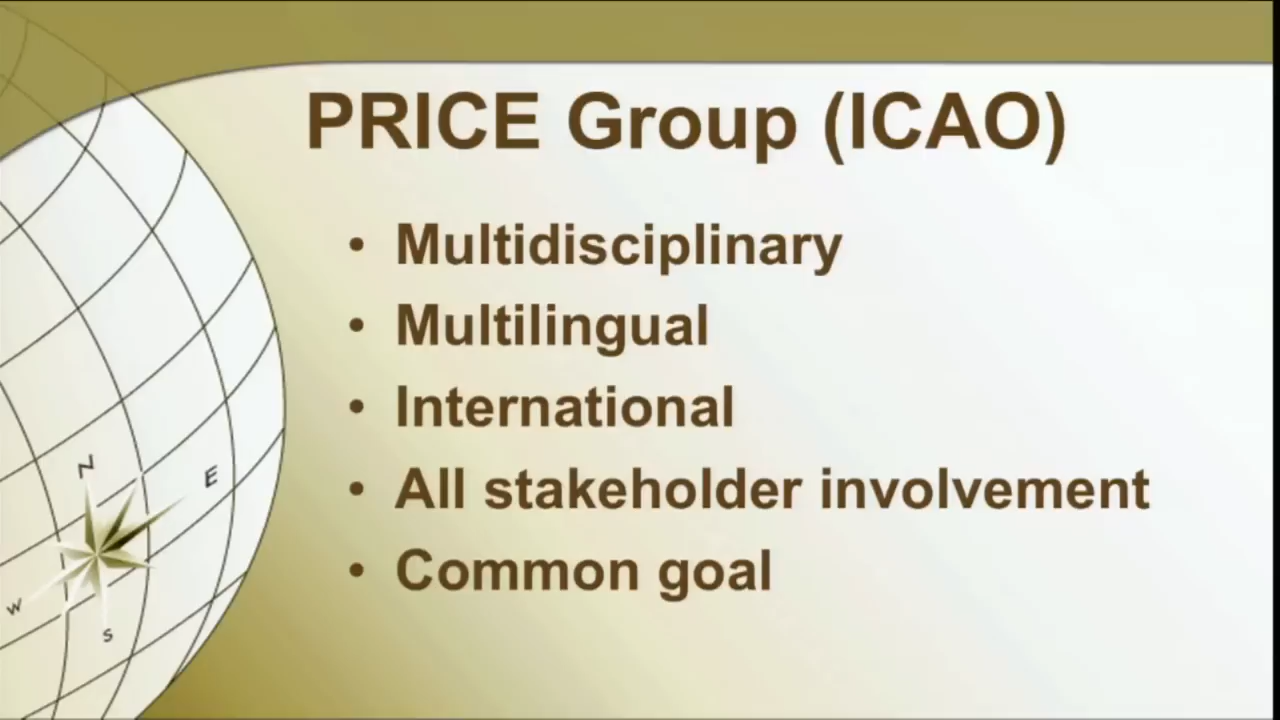 PRICE Group (ICAO)
• Multidisciplinary
• Multilingual
• International
• All stakeholder involvement
• Common goal
N
E
W
S